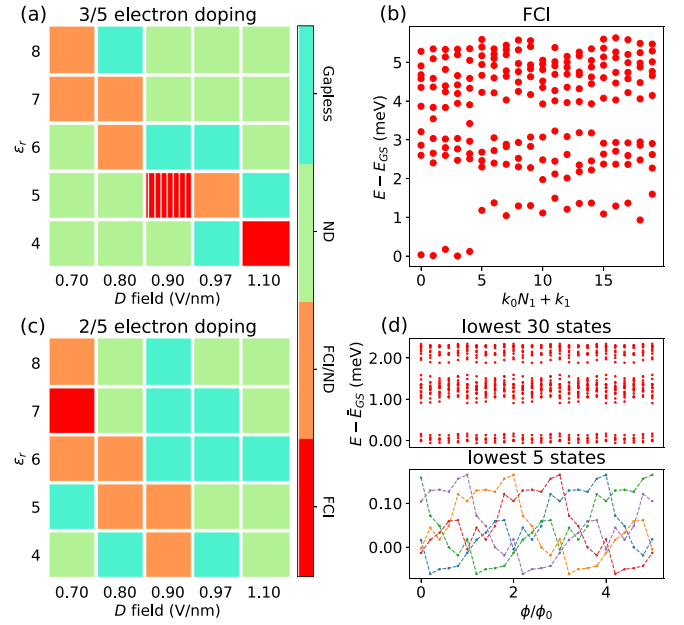 (a)
3/5 electron doping
8
7
6
5
4
ε_r
0.70 0.80 0.90 0.97 1.10
D field (V/nm)
Gapless
ND
FCI/ND
FCI
(b)
FCI
5
4
3
2
1
0
E − E_GS (meV)
0 5 10 15
k₀N₁ + k₁
(c)
2/5 electron doping
8
7
6
5
4
ε_r
0.70 0.80 0.90 0.97 1.10
D field (V/nm)
(d)
lowest 30 states
2.00
1.00
0.00
E − Ē_GS (meV)
lowest 5 states
0.10
0.00
0 2 4
ϕ/ϕ₀